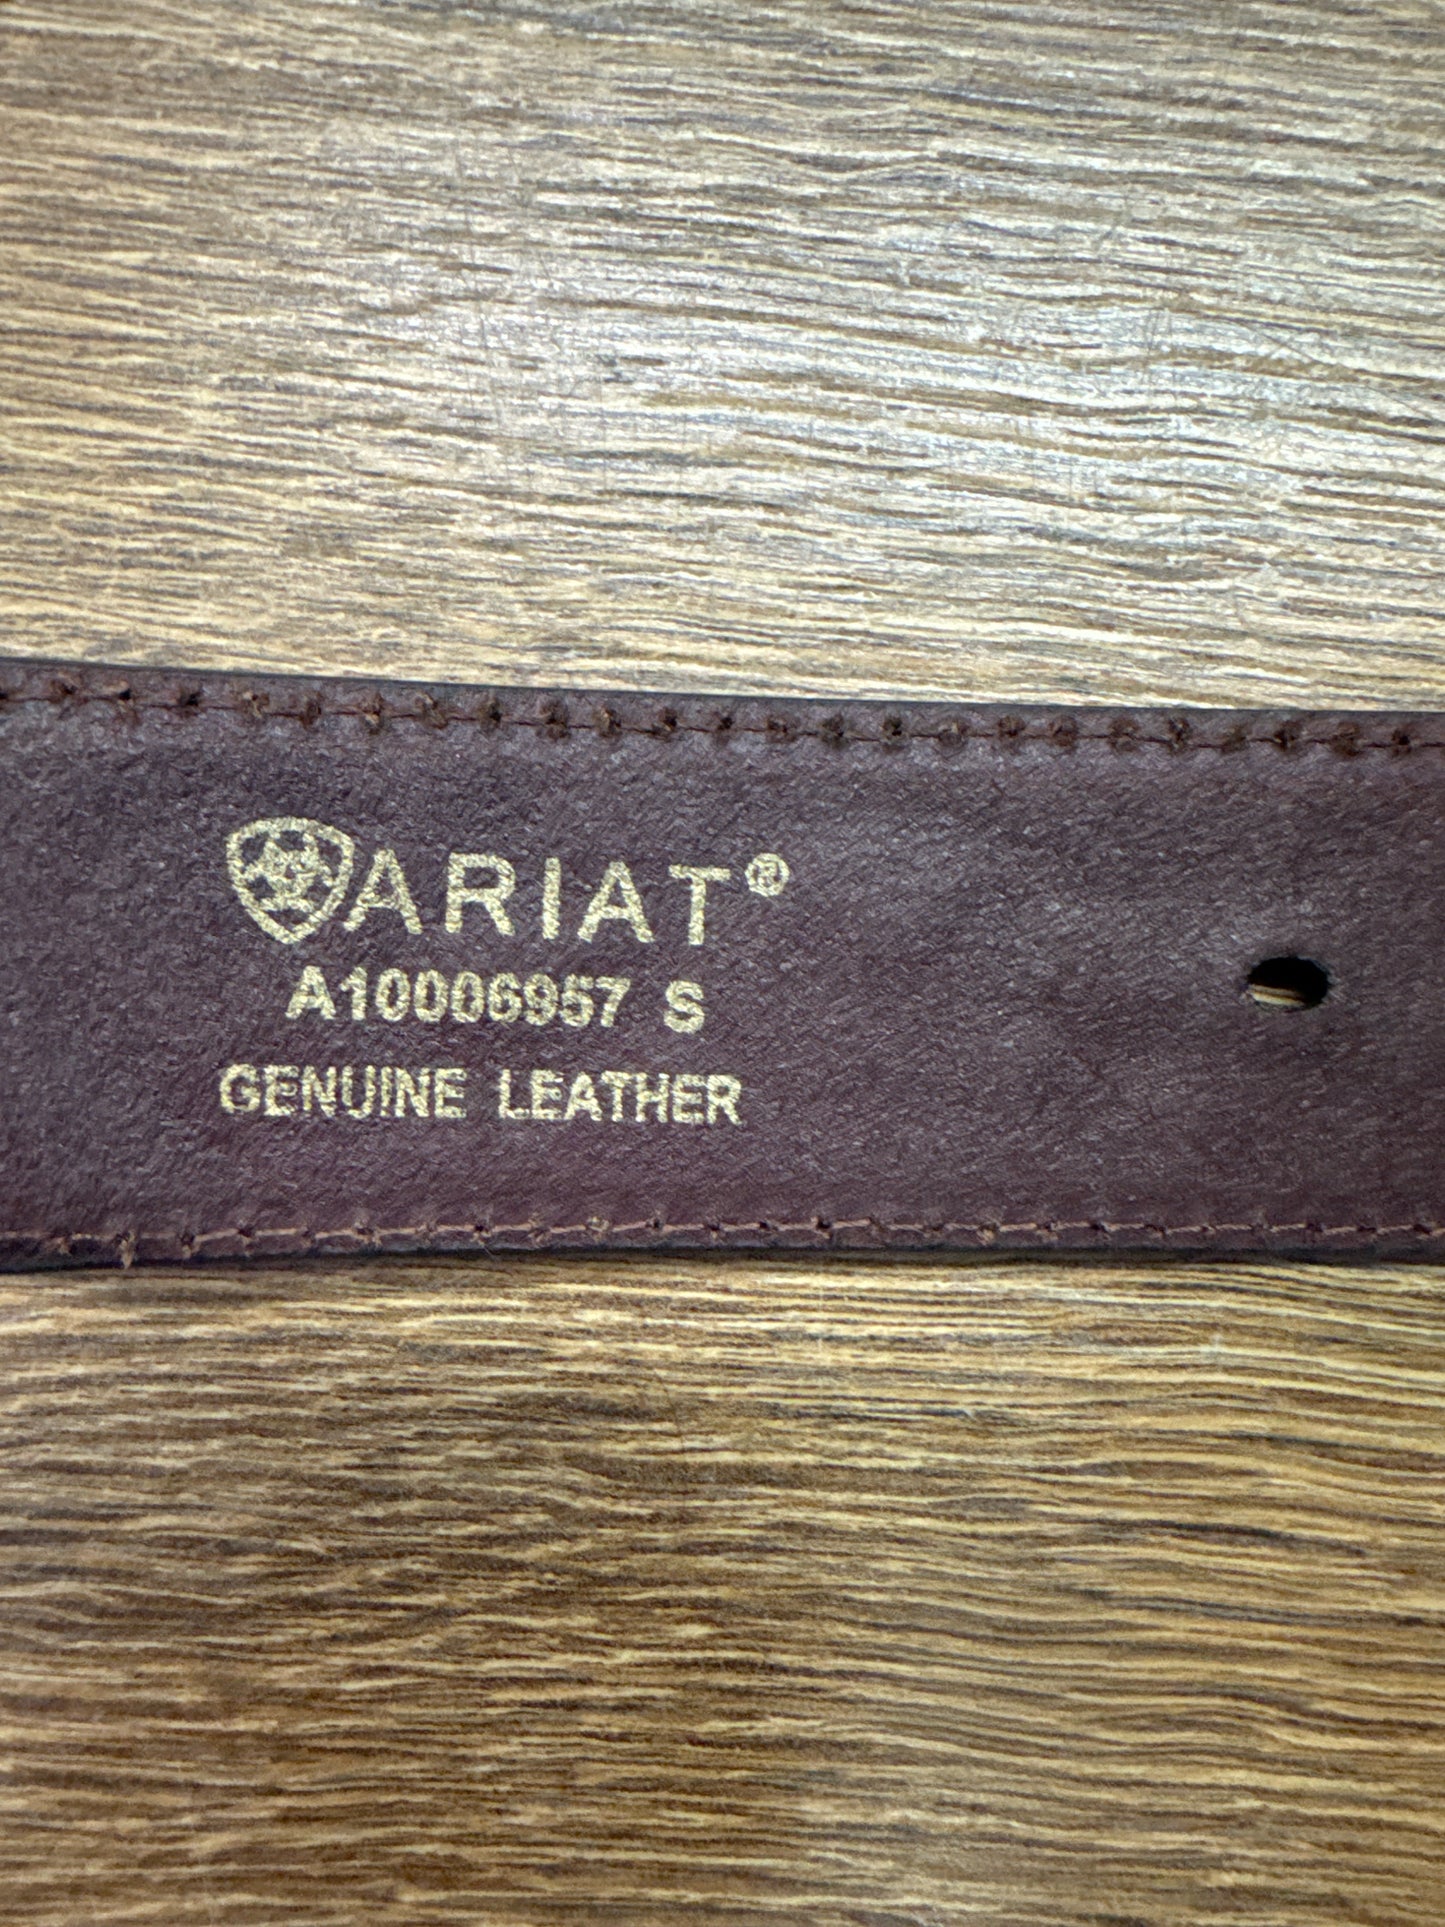 ARIAT®
A10006957 S
GENUINE LEATHER